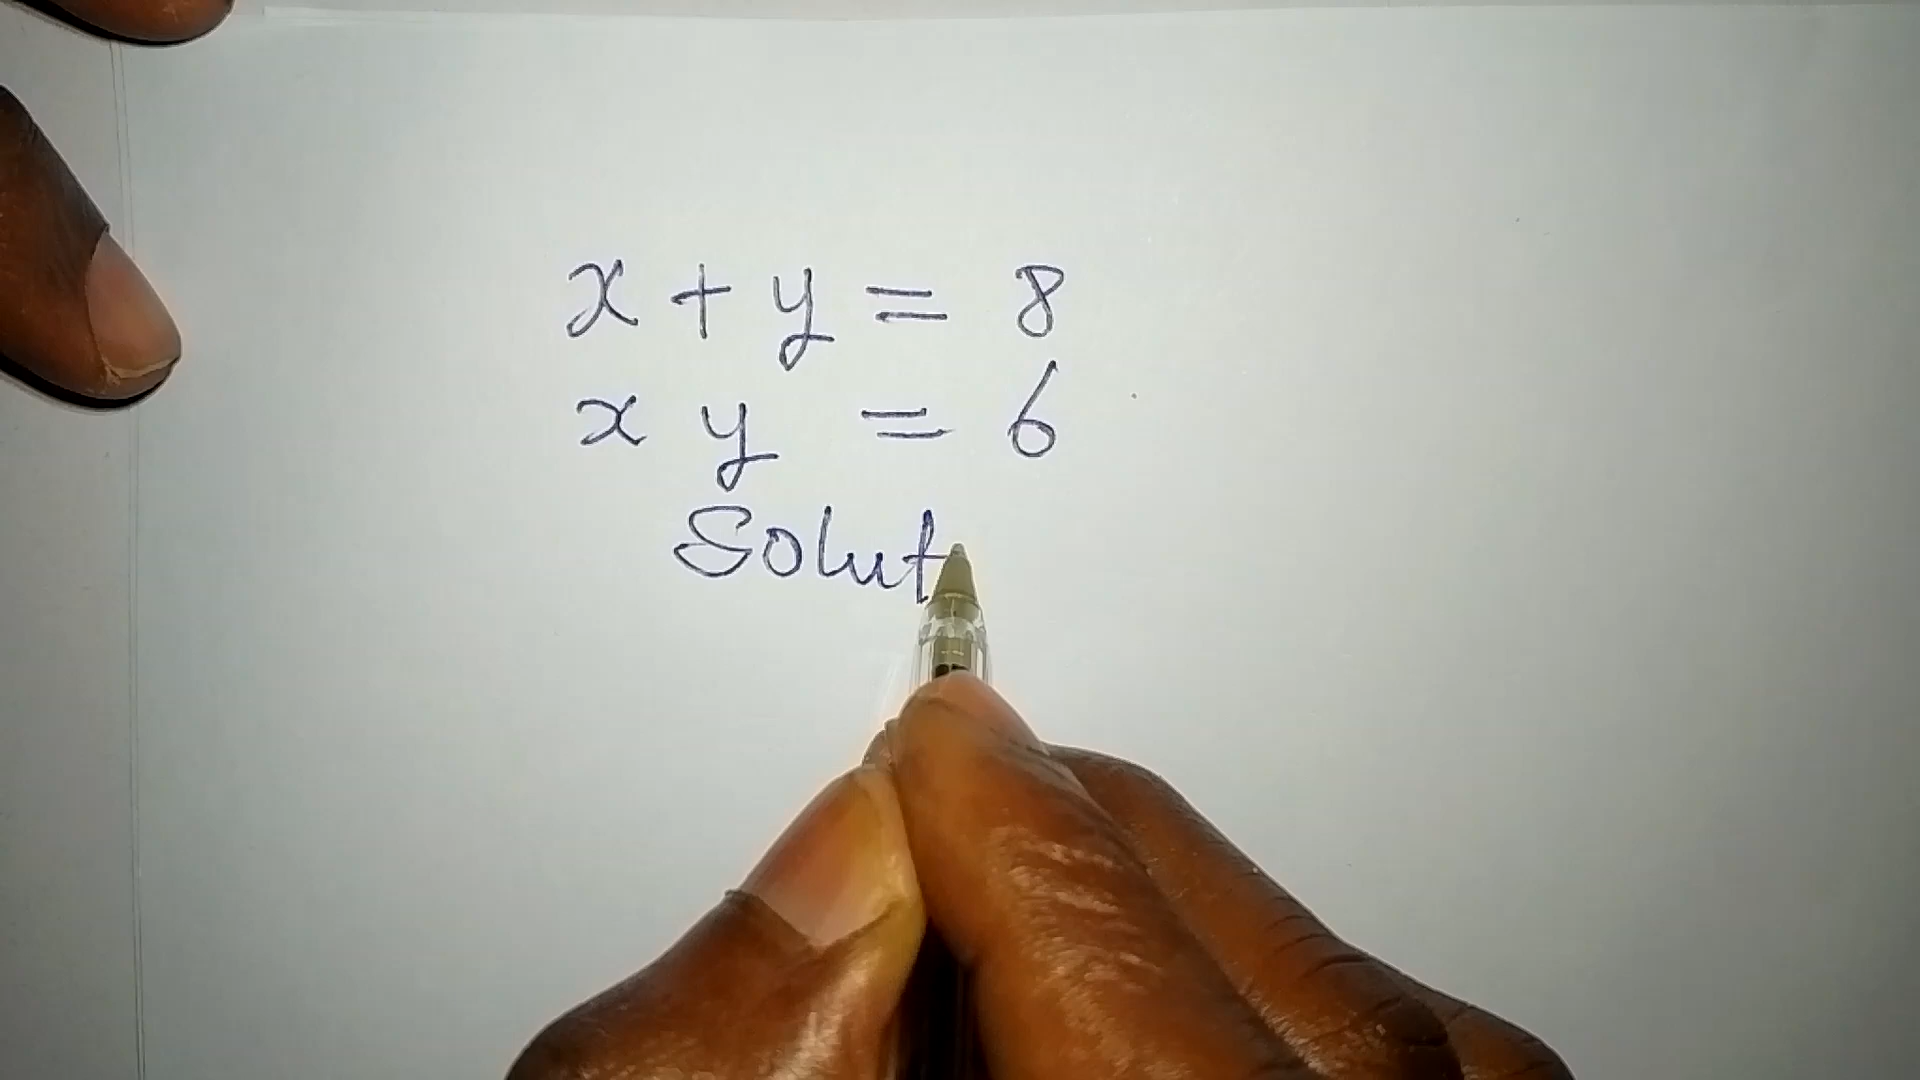 x + y = 8
x y = 6
Solut